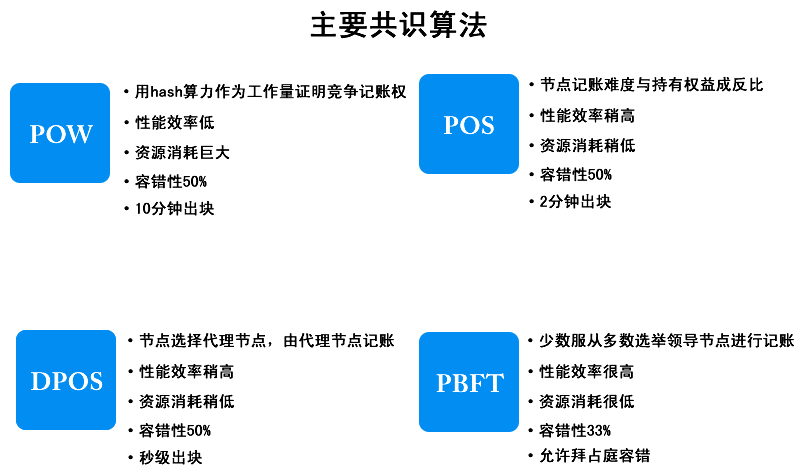 主要共识算法
POW
• 用hash算力作为工作量证明竞争记账权
• 性能效率低
• 资源消耗巨大
• 容错性50%
• 10分钟出块
POS
• 节点记账难度与持有权益成反比
• 性能效率稍高
• 资源消耗稍低
• 容错性50%
• 2分钟出块
DPOS
• 节点选择代理节点，由代理节点记账
• 性能效率稍高
• 资源消耗稍低
• 容错性50%
• 秒级出块
PBFT
• 少数服从多数选举领导节点进行记账
• 性能效率很高
• 资源消耗很低
• 容错性33%
• 允许拜占庭容错